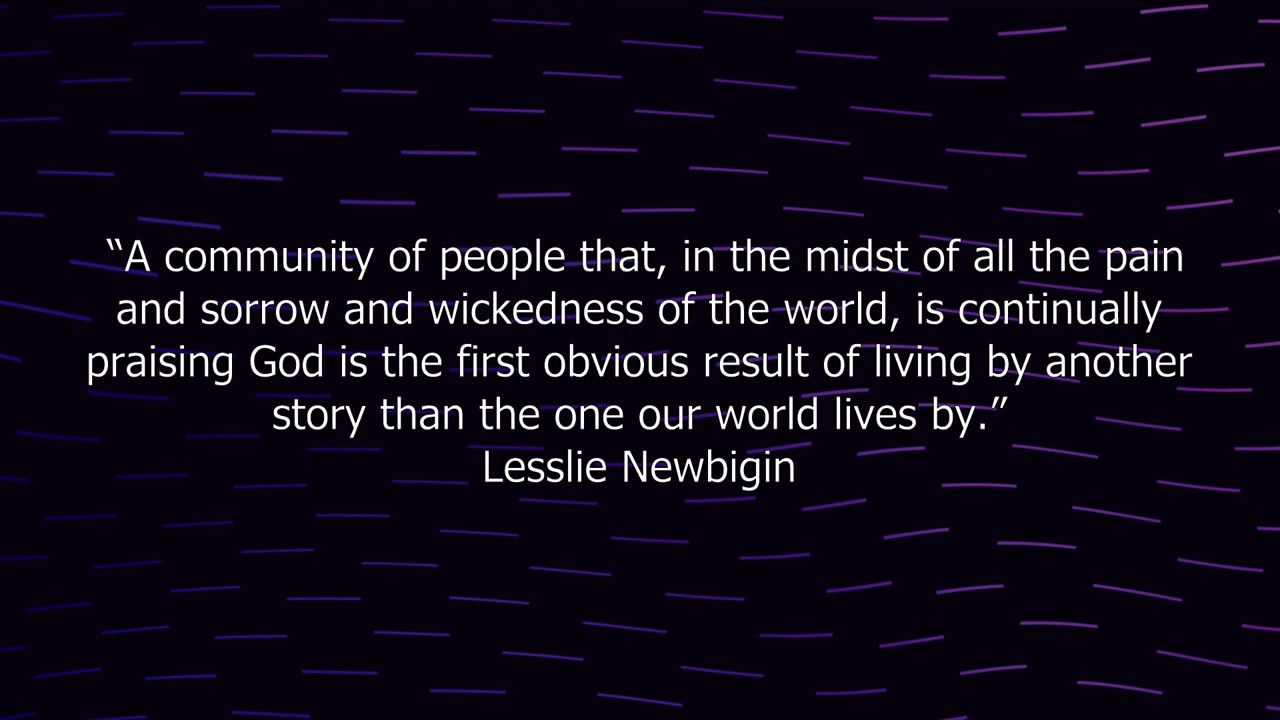 “A community of people that, in the midst of all the pain
and sorrow and wickedness of the world, is continually
praising God is the first obvious result of living by another
story than the one our world lives by.”
Lesslie Newbigin